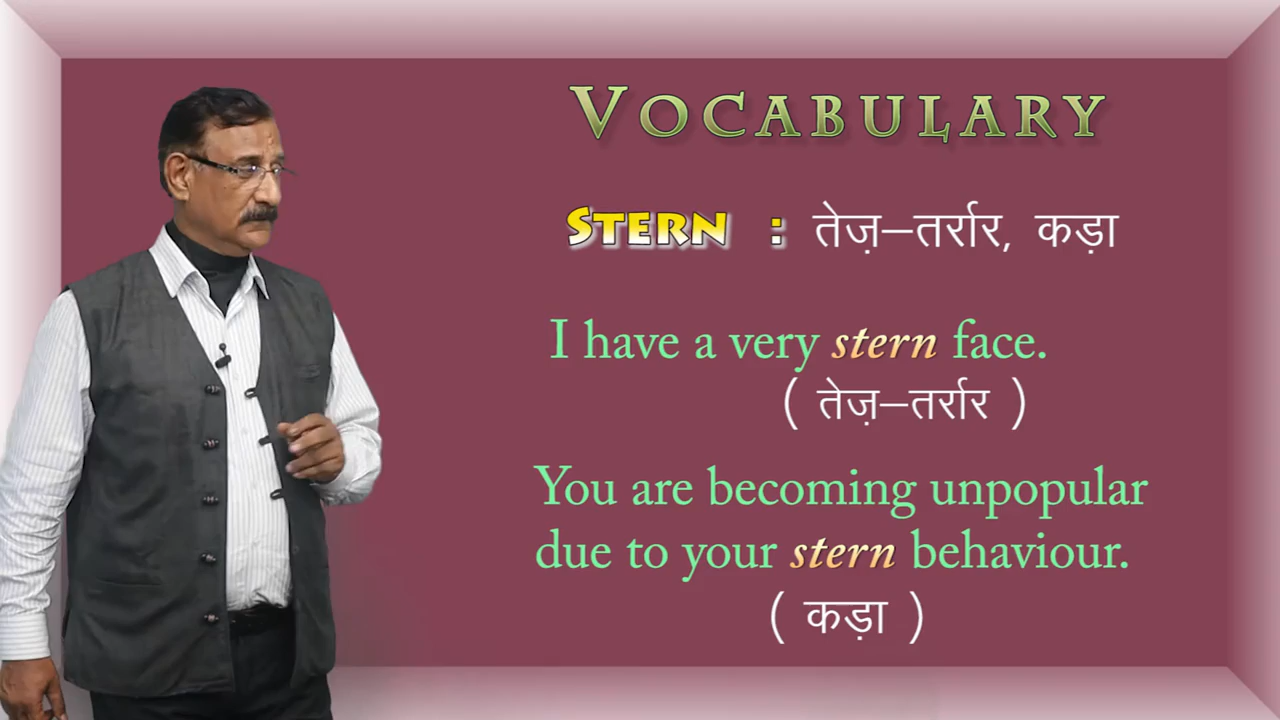 VOCABULARY
STERN : तेज़–तर्रार, कड़ा
I have a very stern face.
( तेज़–तर्रार )
You are becoming unpopular
due to your stern behaviour.
( कड़ा )